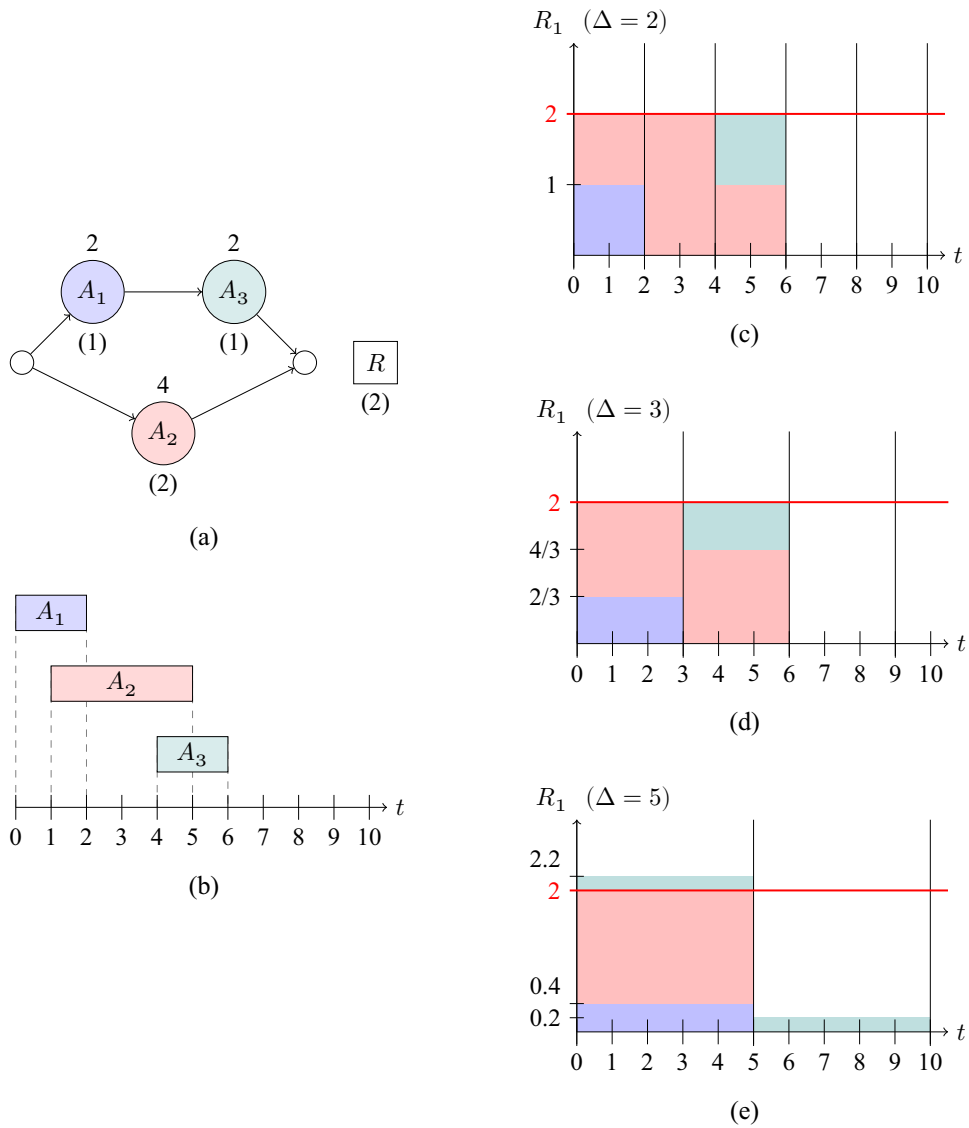 2
2
A₁
A₃
(1)
(1)
R
(2)
4
A₂
(2)
(a)
A₁
A₂
A₃
t
0 1 2 3 4 5 6 7 8 9 10
(b)
R₁ (Δ = 2)
2
1
t
0 1 2 3 4 5 6 7 8 9 10
(c)
R₁ (Δ = 3)
2
4/3
2/3
t
0 1 2 3 4 5 6 7 8 9 10
(d)
R₁ (Δ = 5)
2.2
2
0.4
0.2
t
0 1 2 3 4 5 6 7 8 9 10
(e)